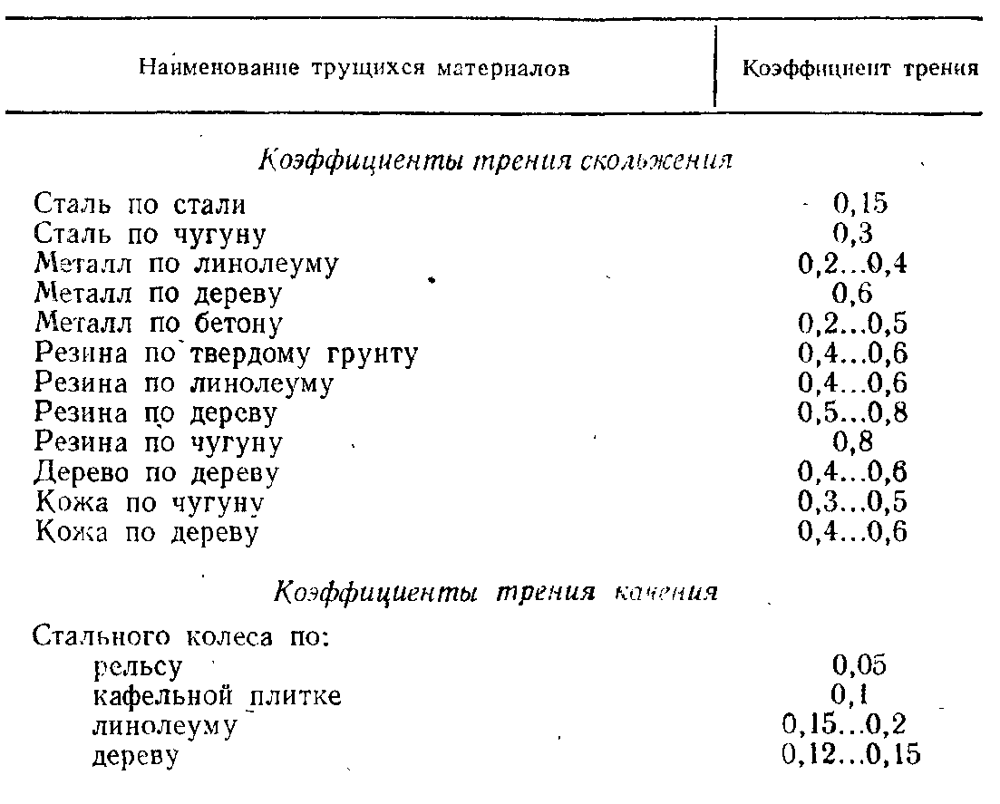 Наименование трущихся материалов Коэффициент трения
Коэффициенты трения скольжения
Сталь по стали 0,15
Сталь по чугуну 0,3
Металл по линолеуму 0,2...0,4
Металл по дереву 0,6
Металл по бетону 0,2...0,5
Резина по твердому грунту 0,4...0,6
Резина по линолеуму 0,4...0,6
Резина по дереву 0,5...0,8
Резина по чугуну 0,8
Дерево по дереву 0,4...0,6
Кожа по чугуну 0,3...0,5
Кожа по дереву 0,4...0,6
Коэффициенты трения качения
Стального колеса по:
рельсу 0,05
кафельной плитке 0,1
линолеуму 0,15...0,2
дереву 0,12...0,15